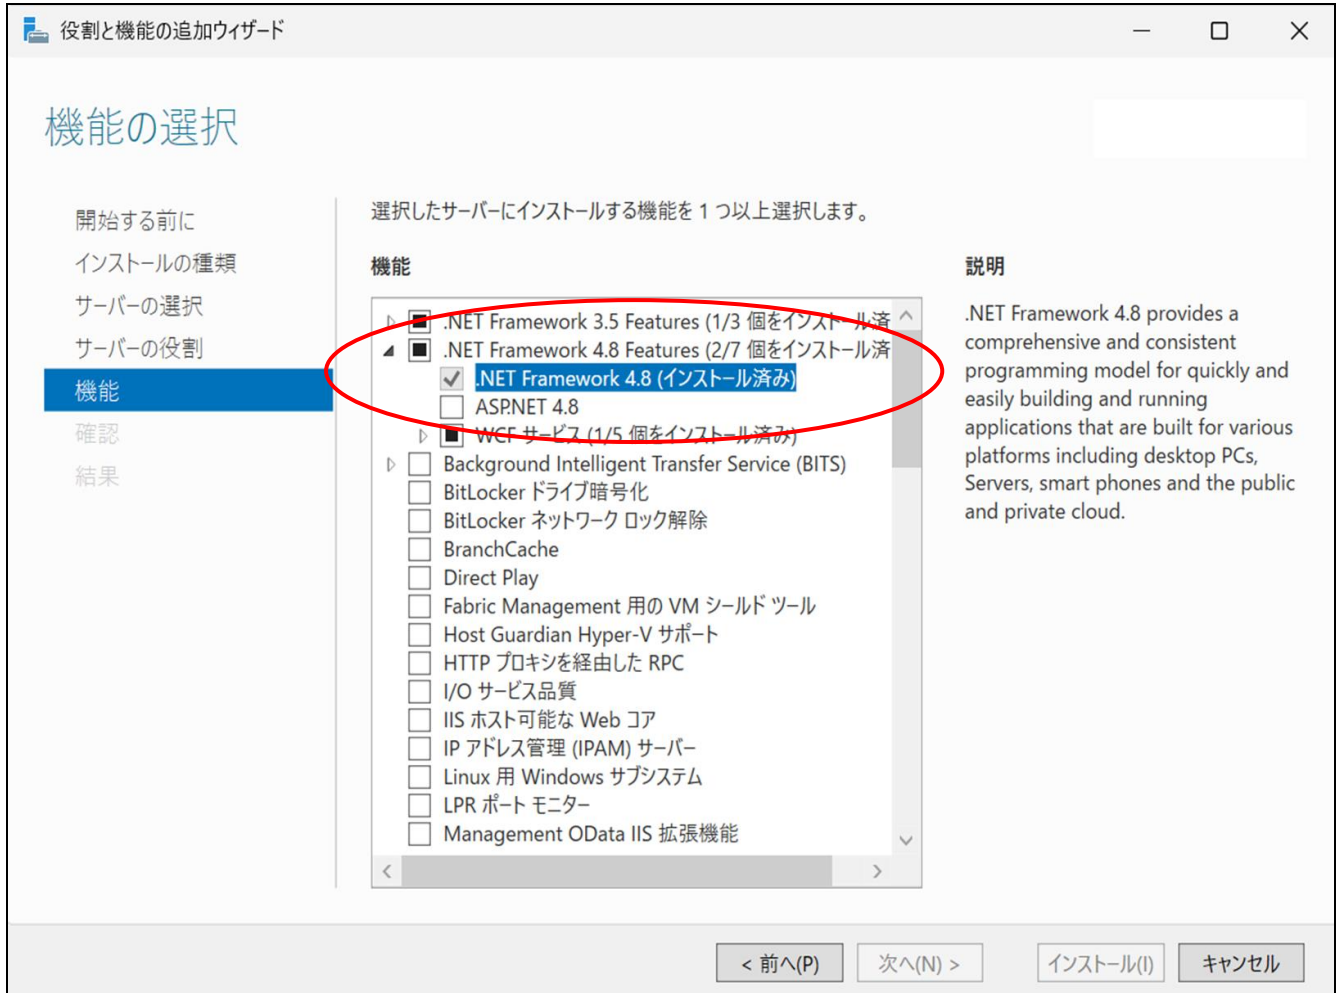 役割と機能の追加ウィザード
機能の選択
開始する前に
インストールの種類
サーバーの選択
サーバーの役割
機能
確認
結果
選択したサーバーにインストールする機能を 1 つ以上選択します。
機能
.NET Framework 3.5 Features (1/3 個をインストール済
.NET Framework 4.8 Features (2/7 個をインストール済
.NET Framework 4.8 (インストール済み)
ASP.NET 4.8
WCF サービス (1/5 個をインストール済み)
Background Intelligent Transfer Service (BITS)
BitLocker ドライブ暗号化
BitLocker ネットワーク ロック解除
BranchCache
Direct Play
Fabric Management 用の VM シールド ツール
Host Guardian Hyper-V サポート
HTTP プロキシを経由した RPC
I/O サービス品質
IIS ホスト可能な Web コア
IP アドレス管理 (IPAM) サーバー
Linux 用 Windows サブシステム
LPR ポート モニター
Management OData IIS 拡張機能
説明
.NET Framework 4.8 provides a
comprehensive and consistent
programming model for quickly and
easily building and running
applications that are built for various
platforms including desktop PCs,
Servers, smart phones and the public
and private cloud.
< 前へ(P)
次へ(N) >
インストール(I)
キャンセル